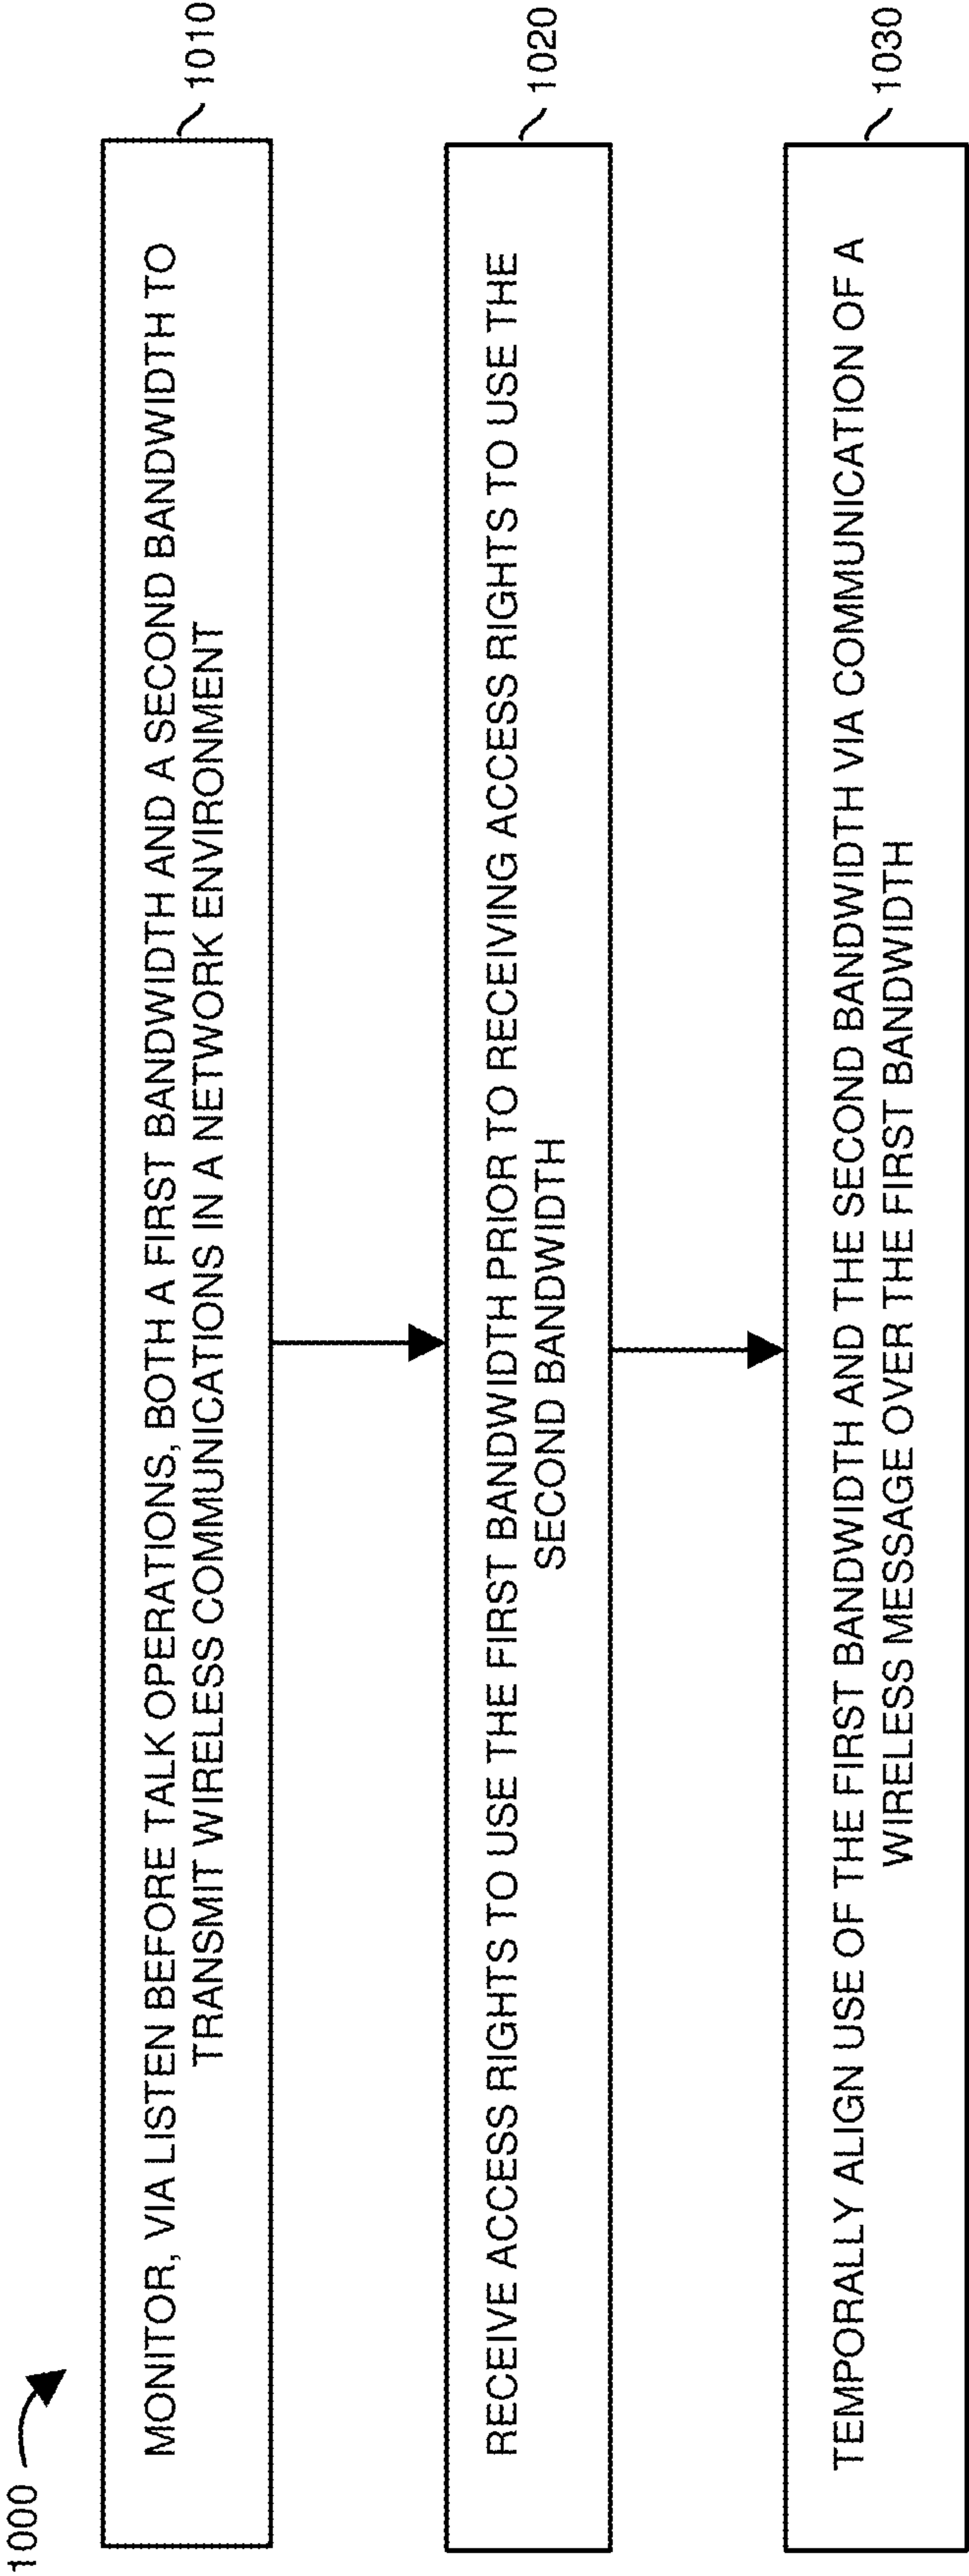 1000
MONITOR, VIA LISTEN BEFORE TALK OPERATIONS, BOTH A FIRST BANDWIDTH AND A SECOND BANDWIDTH TO
TRANSMIT WIRELESS COMMUNICATIONS IN A NETWORK ENVIRONMENT
1010
RECEIVE ACCESS RIGHTS TO USE THE FIRST BANDWIDTH PRIOR TO RECEIVING ACCESS RIGHTS TO USE THE
SECOND BANDWIDTH
1020
TEMPORALLY ALIGN USE OF THE FIRST BANDWIDTH AND THE SECOND BANDWIDTH VIA COMMUNICATION OF A
WIRELESS MESSAGE OVER THE FIRST BANDWIDTH
1030